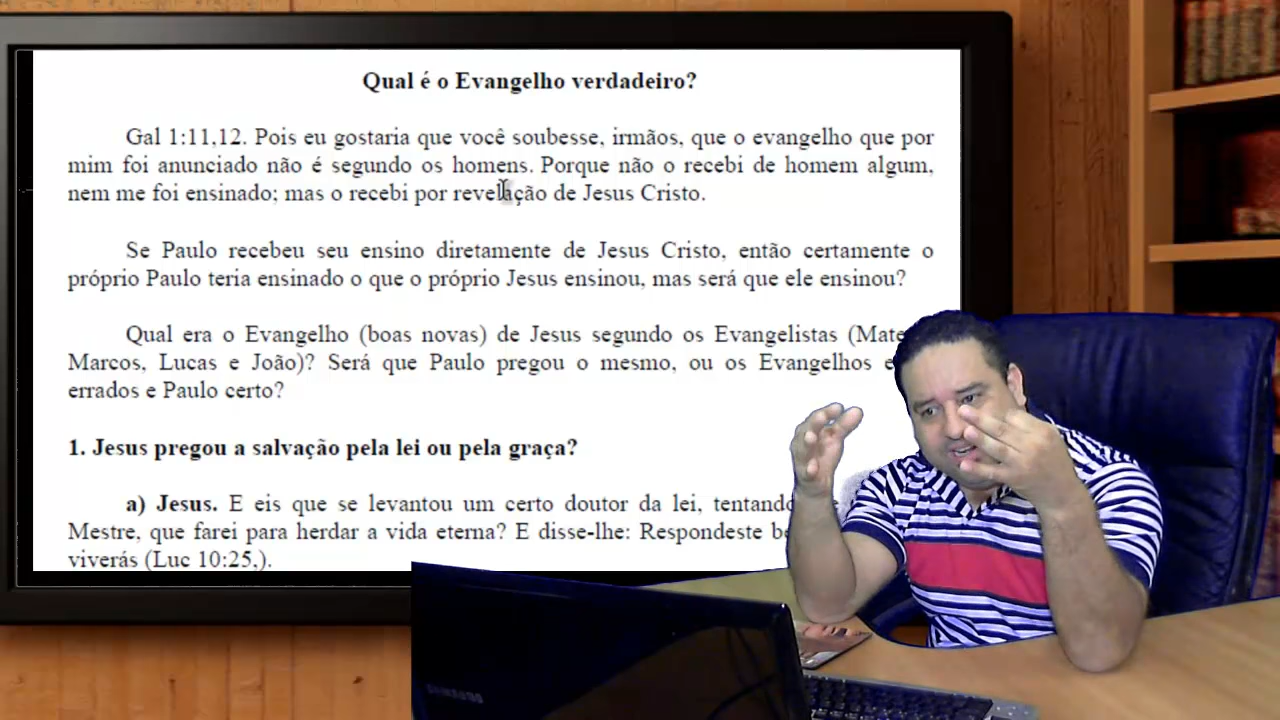 Qual é o Evangelho verdadeiro?
Gal 1:11,12. Pois eu gostaria que você soubesse, irmãos, que o evangelho que por
mim foi anunciado não é segundo os homens. Porque não o recebi de homem algum,
nem me foi ensinado; mas o recebi por revelação de Jesus Cristo.
Se Paulo recebeu seu ensino diretamente de Jesus Cristo, então certamente o
próprio Paulo teria ensinado o que o próprio Jesus ensinou, mas será que ele ensinou?
Qual era o Evangelho (boas novas) de Jesus segundo os Evangelistas
Marcos, Lucas e João)? Será que Paulo pregou o mesmo, ou os Evangelhos
errados e Paulo certo?
1. Jesus pregou a salvação pela lei ou pela graça?
a) Jesus. E eis que se levantou um certo doutor da lei,
Mestre, que farei para herdar a vida eterna? E disse-lhe: Respondeste
viverás (Luc 10:25,).
SAMSUNG